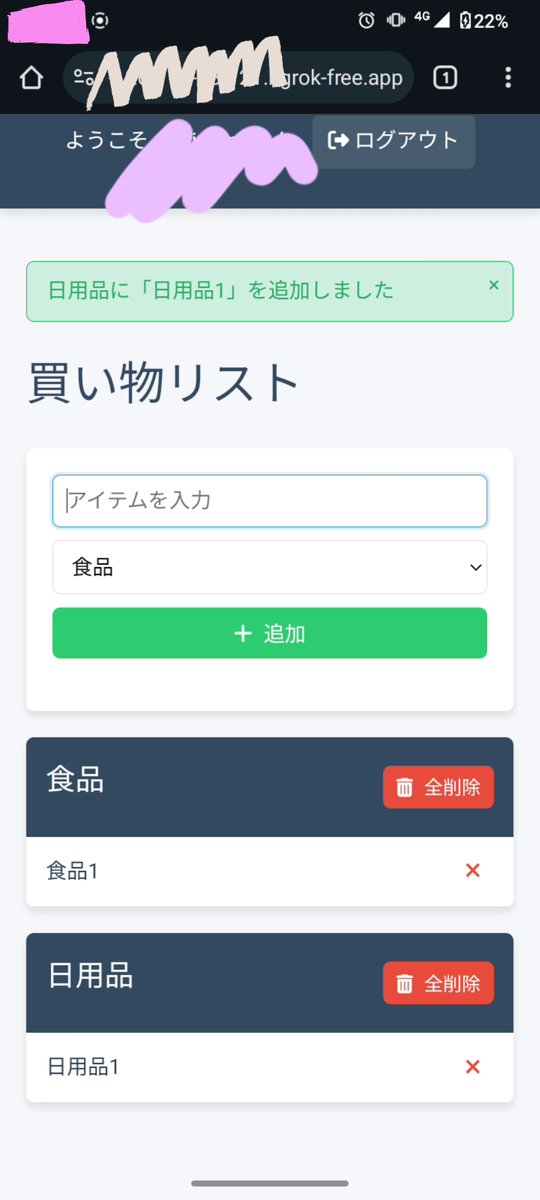 4G 22%
grok-free.app 1
ようこそ ログアウト
日用品に「日用品1」を追加しました ×
買い物リスト
アイテムを入力
食品
+ 追加
食品 全削除
食品1 ×
日用品 全削除
日用品1 ×